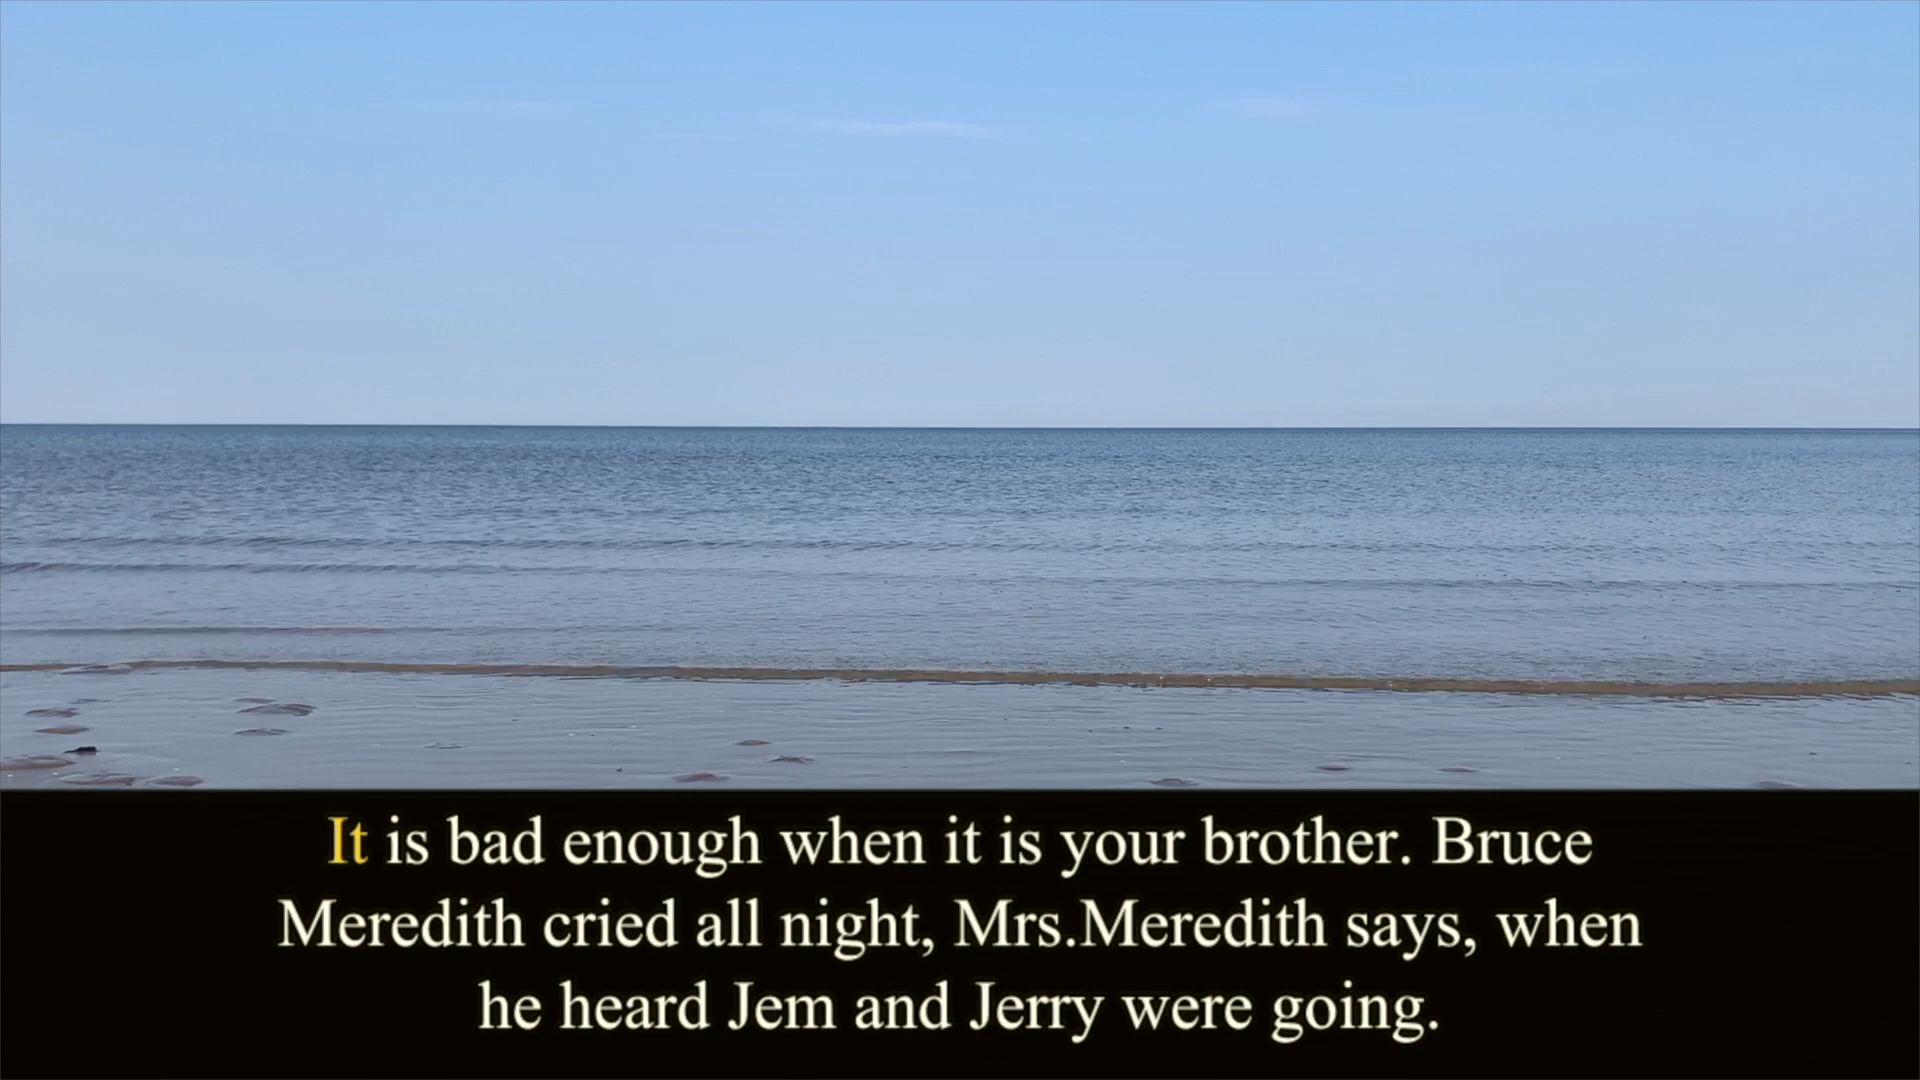 It is bad enough when it is your brother. Bruce
Meredith cried all night, Mrs.Meredith says, when
he heard Jem and Jerry were going.